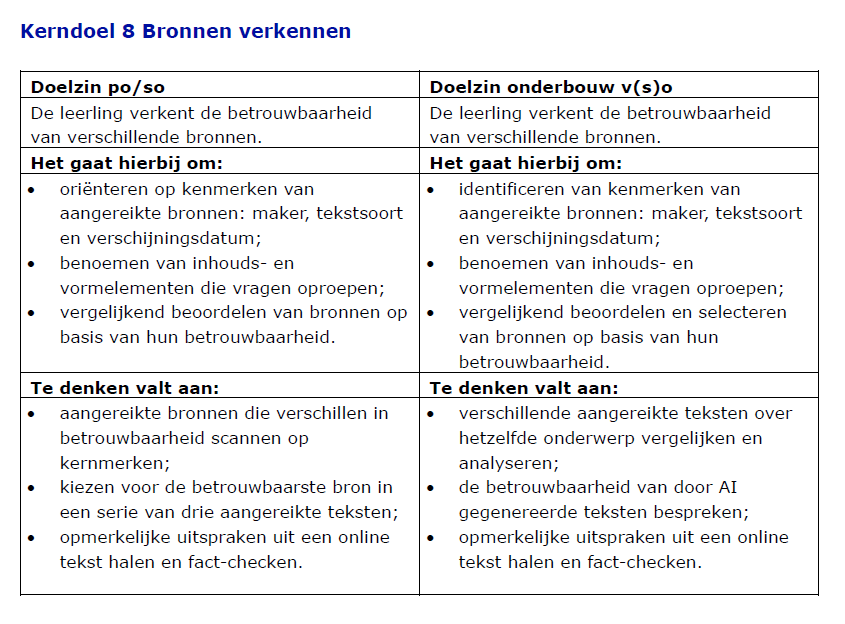 Kerndoel 8 Bronnen verkennen
Doelzin po/so
De leerling verkent de betrouwbaarheid
van verschillende bronnen.
Het gaat hierbij om:
• oriënteren op kenmerken van
aangereikte bronnen: maker, tekstsoort
en verschijningsdatum;
• benoemen van inhouds- en
vormelementen die vragen oproepen;
• vergelijkend beoordelen van bronnen op
basis van hun betrouwbaarheid.
Te denken valt aan:
• aangereikte bronnen die verschillen in
betrouwbaarheid scannen op
kernmerken;
• kiezen voor de betrouwbaarste bron in
een serie van drie aangereikte teksten;
• opmerkelijke uitspraken uit een online
tekst halen en fact-checken.
Doelzin onderbouw v(s)o
De leerling verkent de betrouwbaarheid
van verschillende bronnen.
Het gaat hierbij om:
• identificeren van kenmerken van
aangereikte bronnen: maker, tekstsoort
en verschijningsdatum;
• benoemen van inhouds- en
vormelementen die vragen oproepen;
• vergelijkend beoordelen en selecteren
van bronnen op basis van hun
betrouwbaarheid.
Te denken valt aan:
• verschillende aangereikte teksten over
hetzelfde onderwerp vergelijken en
analyseren;
• de betrouwbaarheid van door AI
gegenereerde teksten bespreken;
• opmerkelijke uitspraken uit een online
tekst halen en fact-checken.